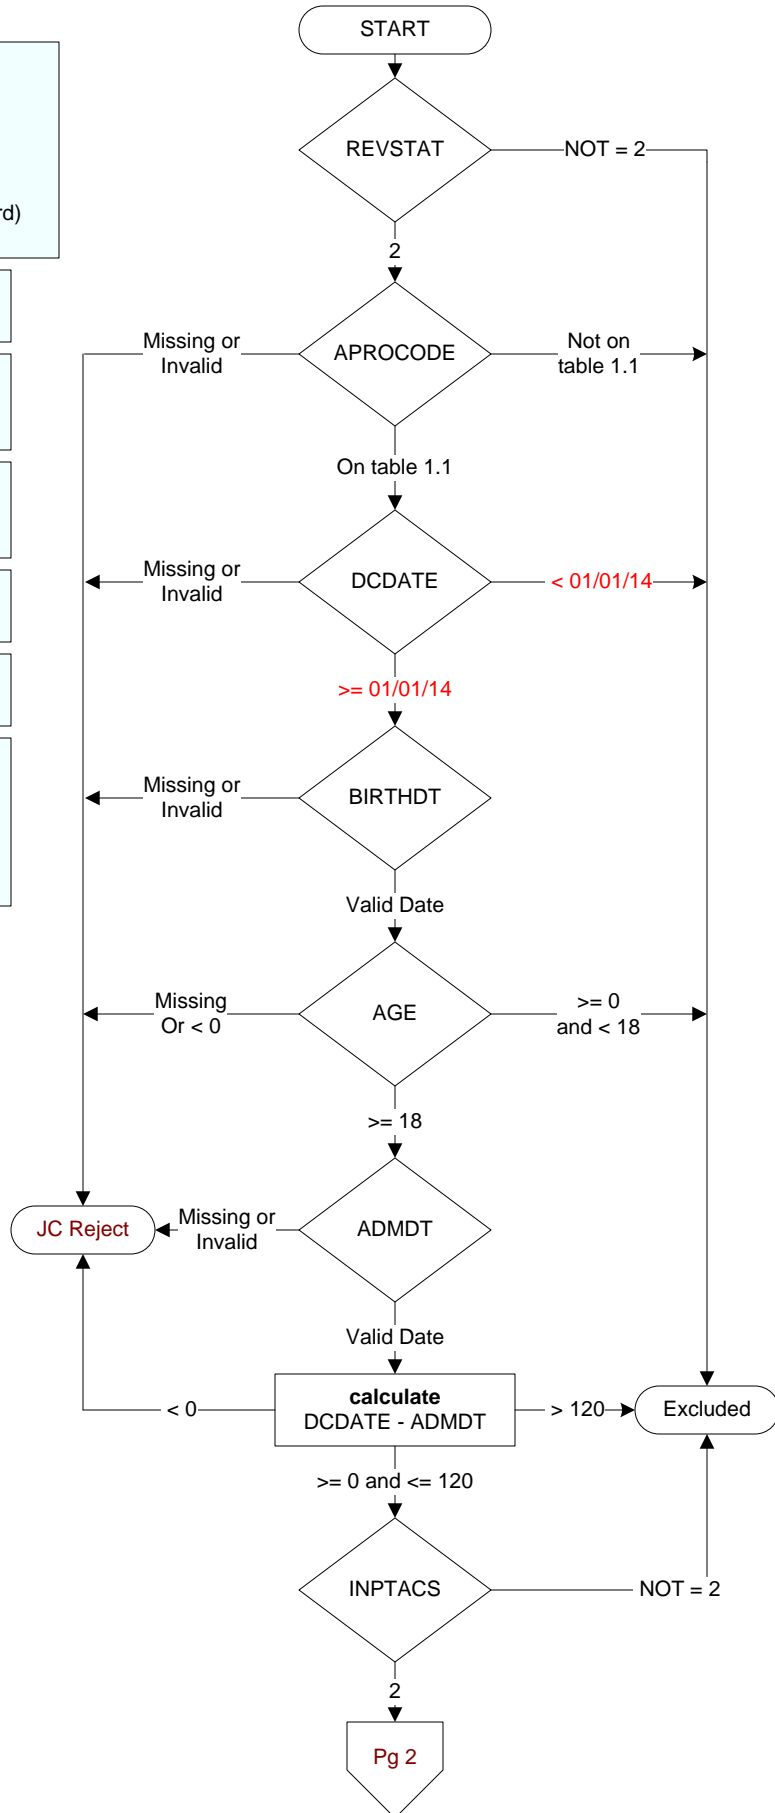 START
REVSTAT
NOT = 2
rd)
2
Missing or
Invalid
APROCODE
Not on
table 1.1
On table 1.1
Missing or
Invalid
DCDATE
< 01/01/14
>= 01/01/14
Missing or
Invalid
BIRTHDT
Valid Date
Missing
Or < 0
AGE
>= 0
and < 18
>= 18
JC Reject
Missing or
Invalid
ADMDT
Valid Date
< 0
calculate
DCDATE - ADMDT
> 120
Excluded
>= 0 and <= 120
INPTACS
NOT = 2
2
Pg 2